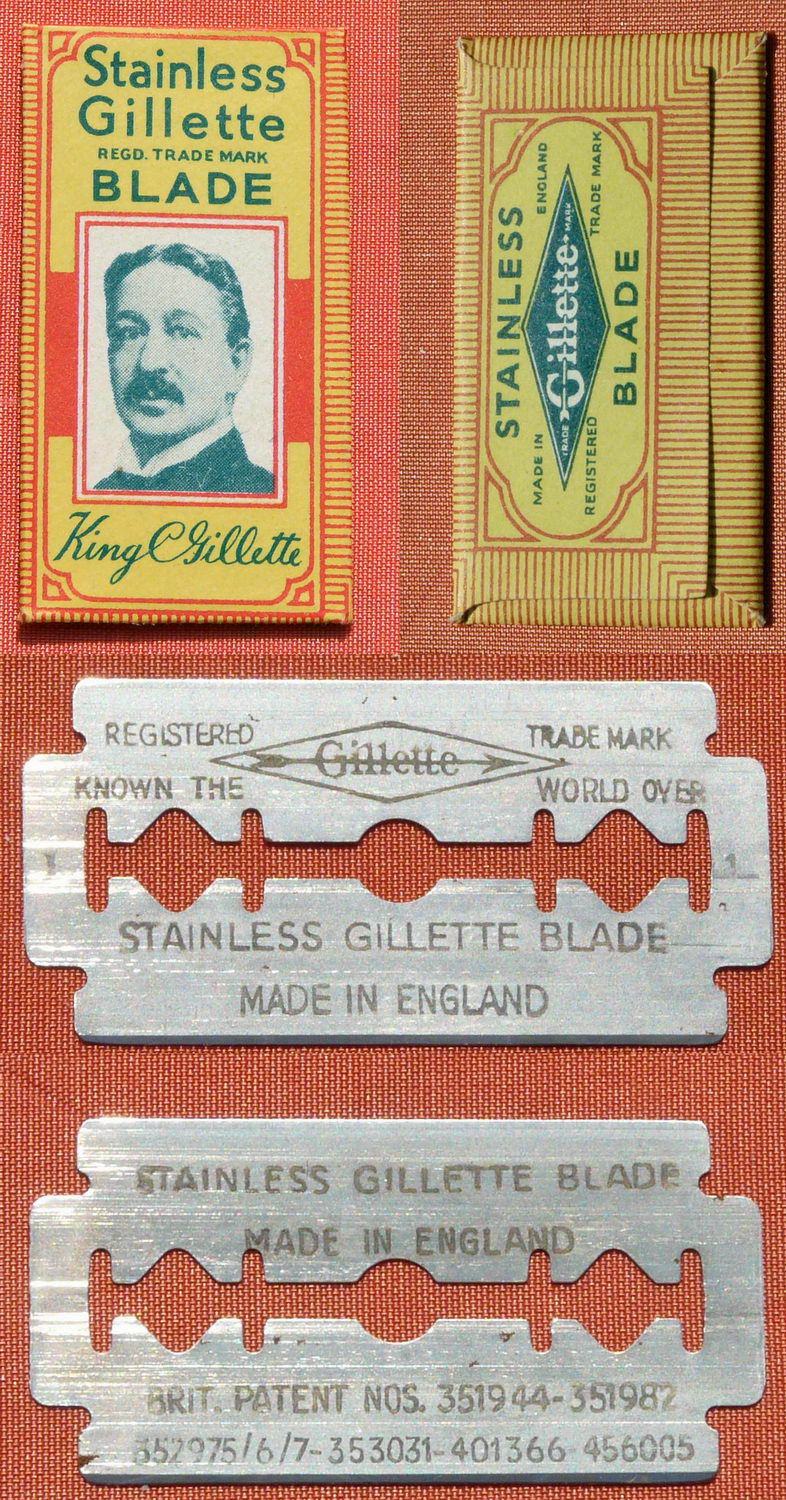 Stainless
Gillette
REGD. TRADE MARK
BLADE
King C Gillette
STAINLESS
MADE IN ENGLAND
TRADE Gillette MARK
REGISTERED TRADE MARK
BLADE
REGISTERED Gillette TRADE MARK
KNOWN THE WORLD OVER
1 1
STAINLESS GILLETTE BLADE
MADE IN ENGLAND
STAINLESS GILLETTE BLADE
MADE IN ENGLAND
BRIT. PATENT NOS. 351944-351982
352975/6/7-353031-401366-456005